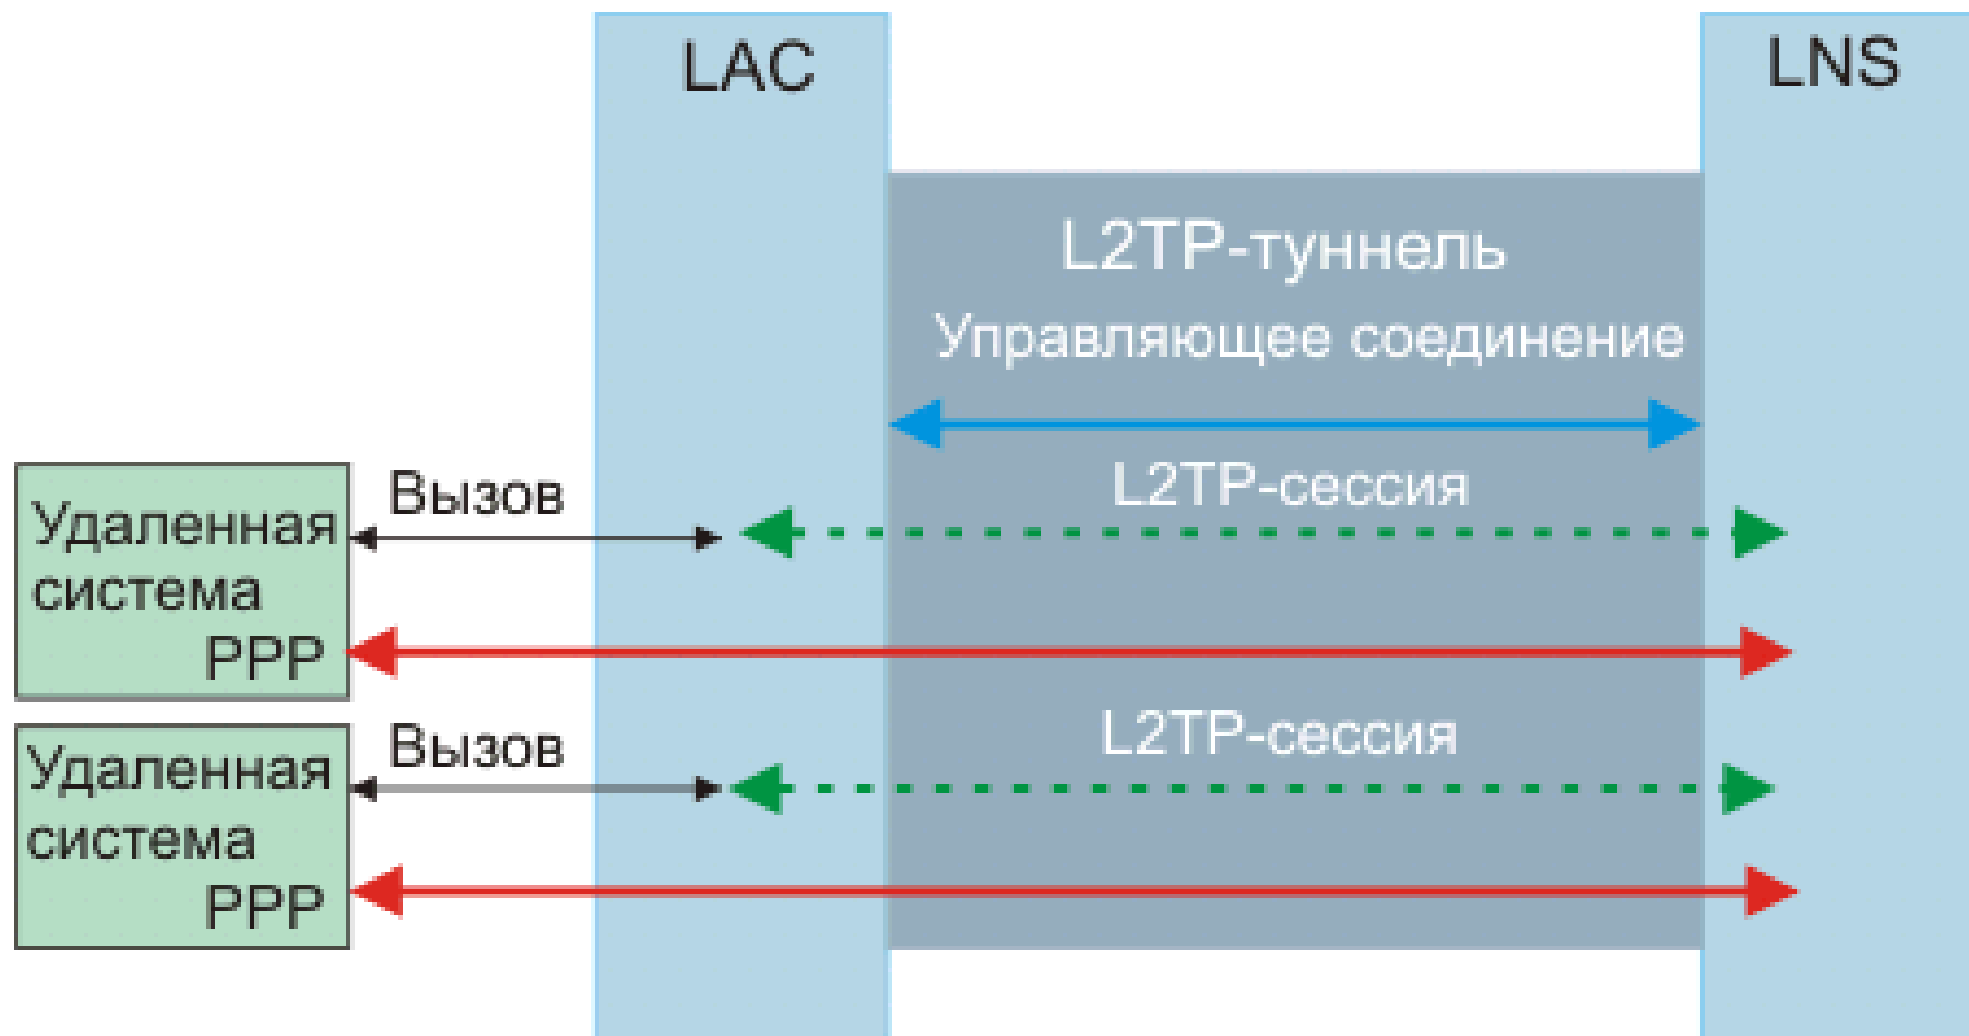 LAC
LNS
L2TP-туннель
Управляющее соединение
Вызов
L2TP-сессия
Удаленная
система
PPP
Вызов
L2TP-сессия
Удаленная
система
PPP